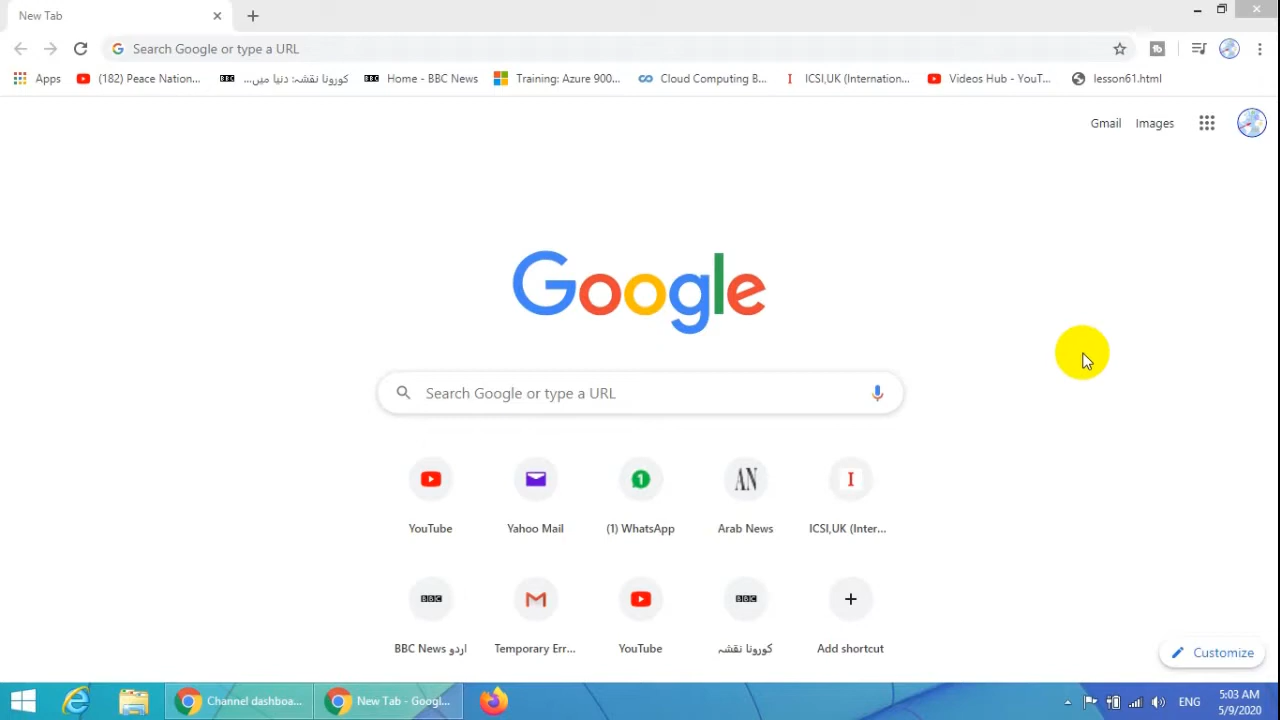 New Tab
Search Google or type a URL
Apps
(182) Peace Nation...
کورونا نقشہ: دنیا میں...
Home - BBC News
Training: Azure 900...
Cloud Computing B...
ICSI,UK (Internation...
Videos Hub - YouT...
lesson61.html
Gmail
Images
Google
Search Google or type a URL
YouTube
Yahoo Mail
(1) WhatsApp
Arab News
ICSI,UK (Inter...
BBC News اردو
Temporary Err...
YouTube
کورونا نقشہ
Add shortcut
Customize
Channel dashboa...
New Tab - Googl...
ENG
5:03 AM
5/9/2020